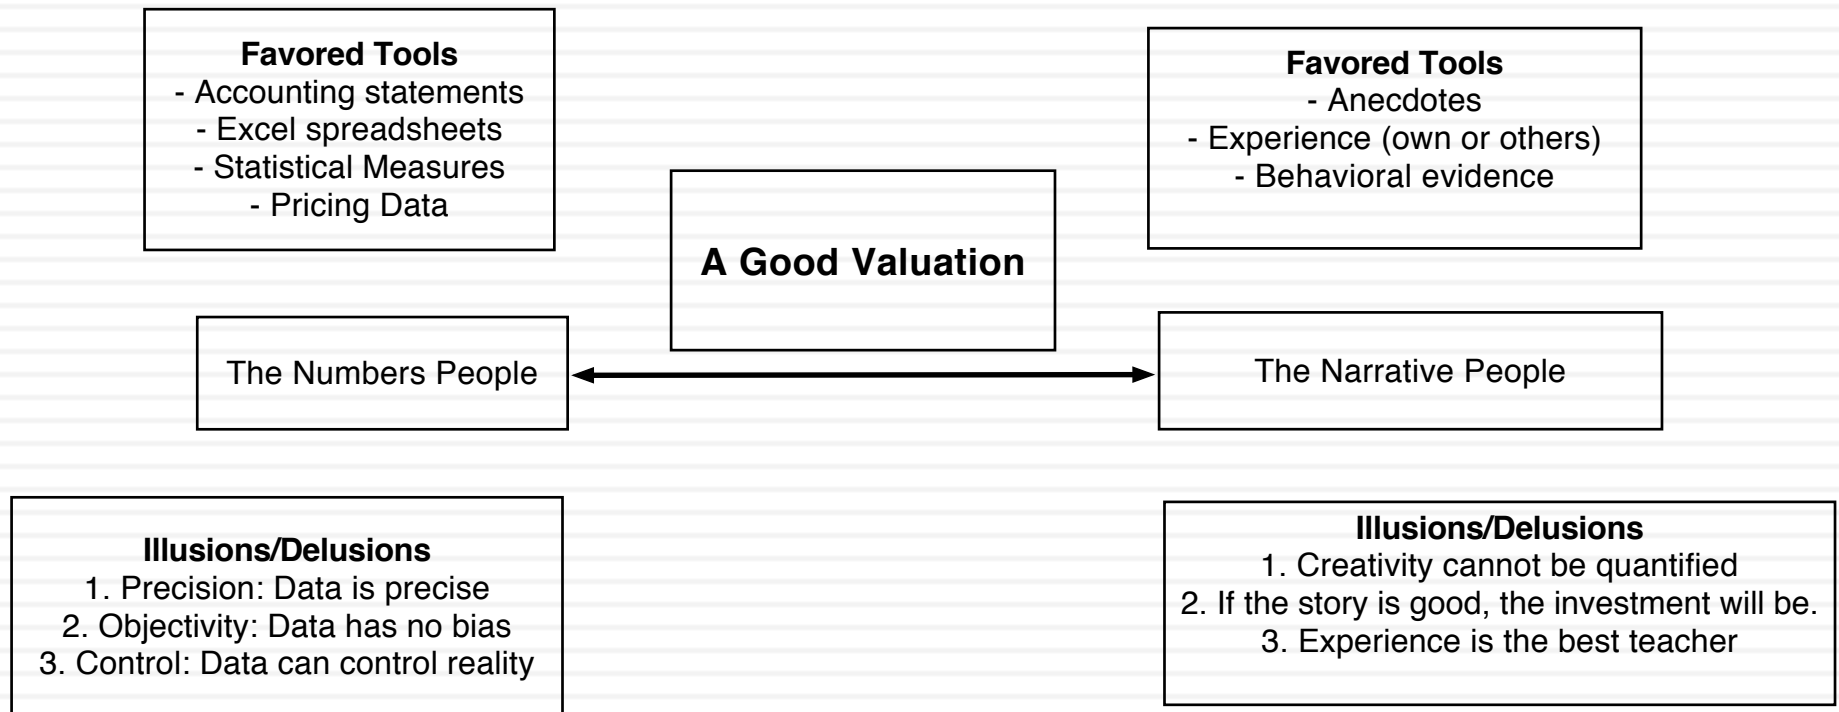 Favored Tools
- Accounting statements
- Excel spreadsheets
- Statistical Measures
- Pricing Data
Favored Tools
- Anecdotes
- Experience (own or others)
- Behavioral evidence
A Good Valuation
The Numbers People
The Narrative People
Illusions/Delusions
1. Precision: Data is precise
2. Objectivity: Data has no bias
3. Control: Data can control reality
Illusions/Delusions
1. Creativity cannot be quantified
2. If the story is good, the investment will be.
3. Experience is the best teacher